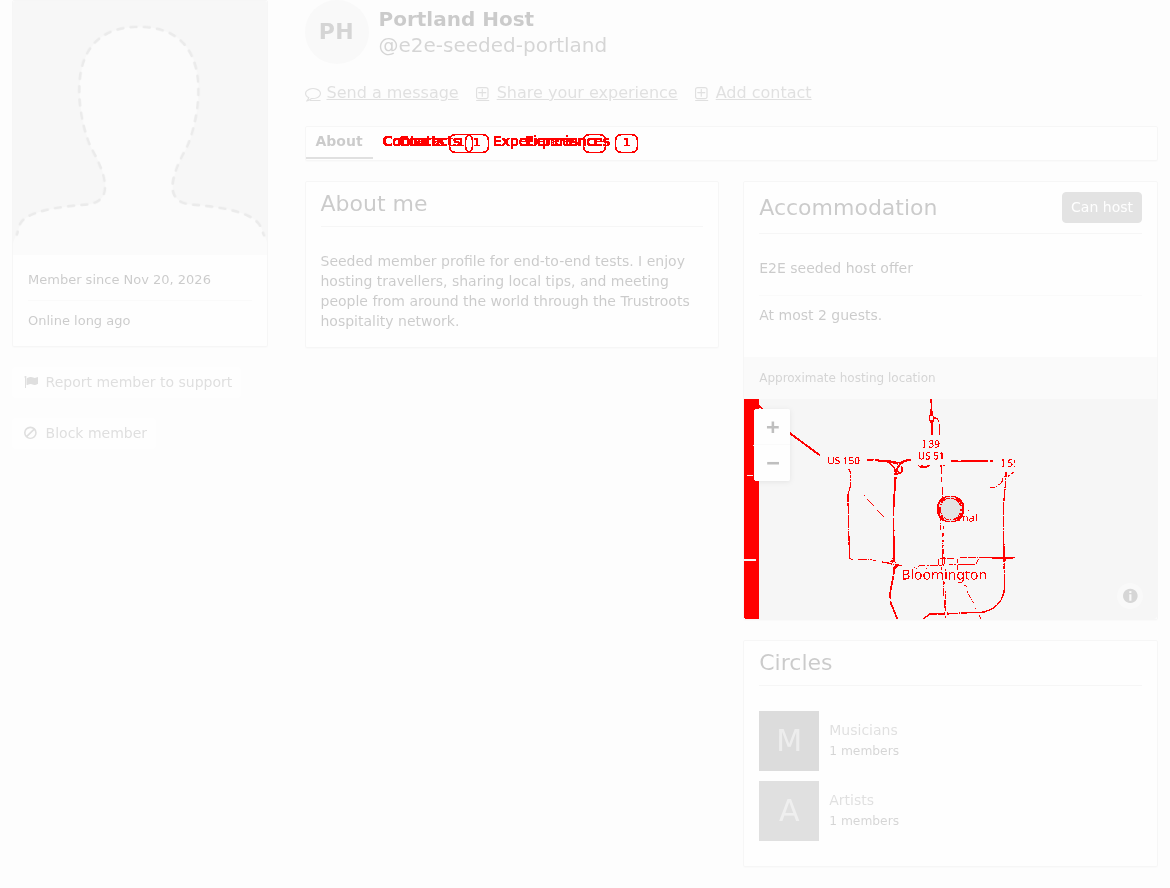 PH
Portland Host
@e2e-seeded-portland
Send a message
Share your experience
Add contact
About
1
1
About me
Seeded member profile for end-to-end tests. I enjoy
hosting travellers, sharing local tips, and meeting
people from around the world through the Trustroots
hospitality network.
Member since Nov 20, 2026
Online long ago
Report member to support
Block member
Accommodation
Can host
E2E seeded host offer
At most 2 guests.
Approximate hosting location
+
−
I 39
US 51
US 150
Bloomington
Circles
M
Musicians
1 members
A
Artists
1 members